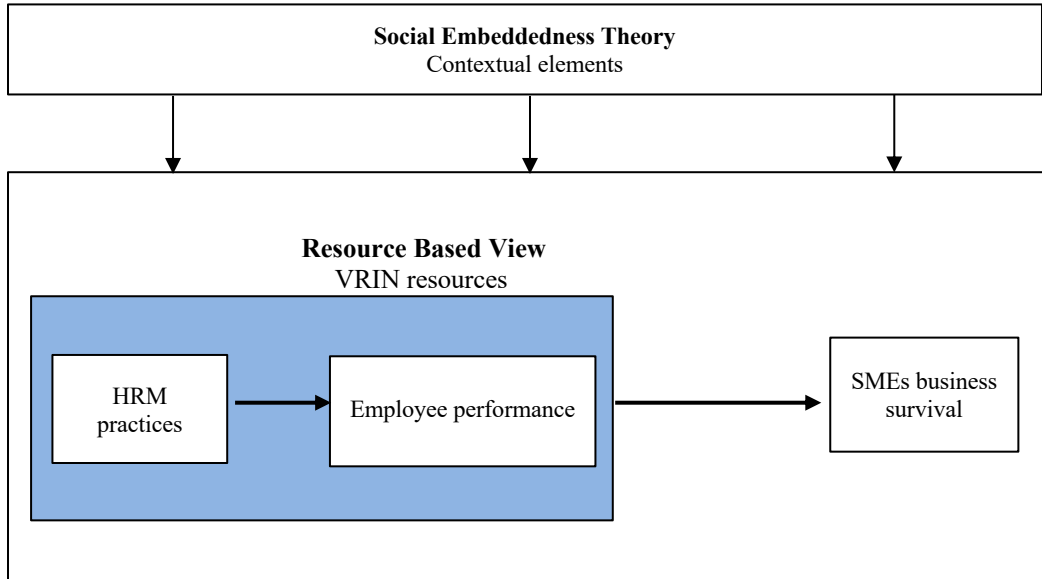 Social Embeddedness Theory
Contextual elements
Resource Based View
VRIN resources
HRM
practices
Employee performance
SMEs business
survival